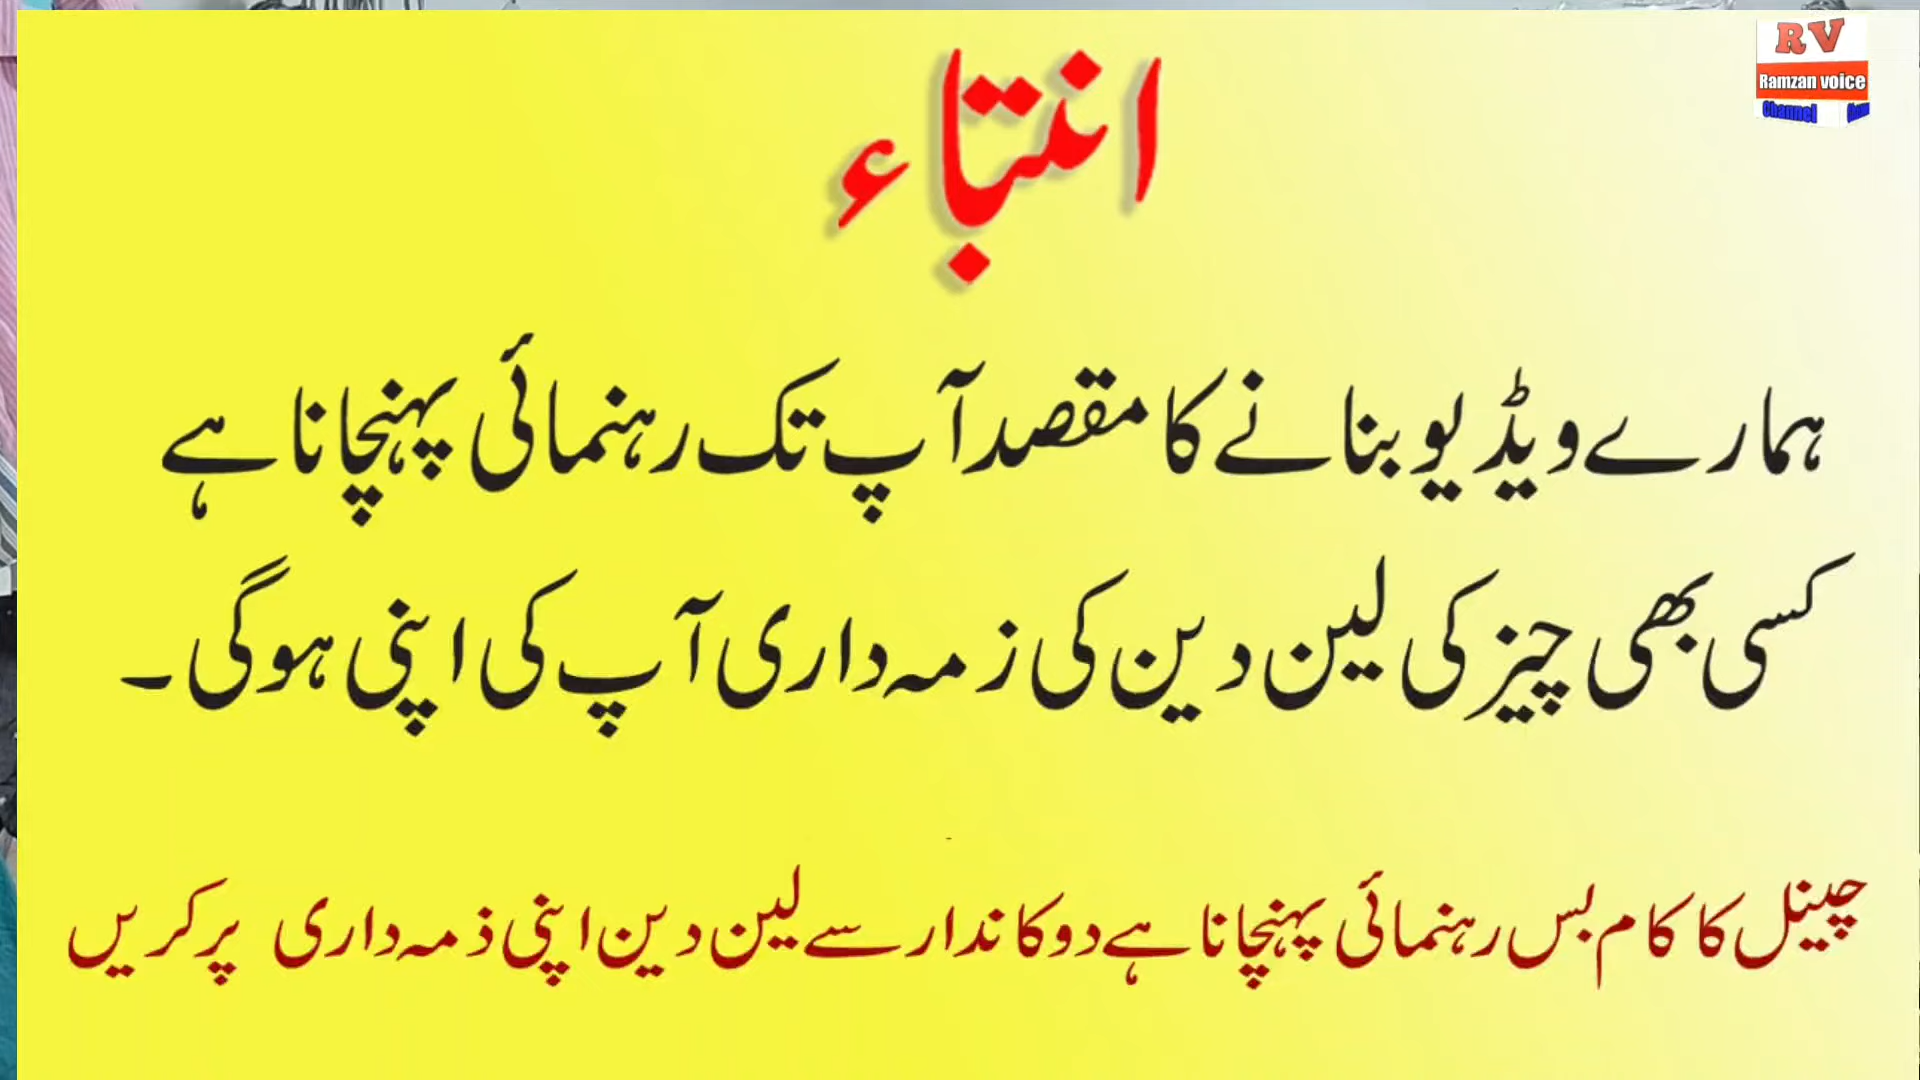 RV
Ramzan voice
Channel
انتباء
ہمارے ویڈیو بنانے کا مقصد آپ تک رہنمائی پہنچانا ہے
کسی بھی چیز کی لین دین کی زمہ داری آپ کی اپنی ہوگی۔
چینل کا کام بس رہنمائی پہنچانا ہے دوکاندار سے لین دین اپنی ذمہ داری پر کریں